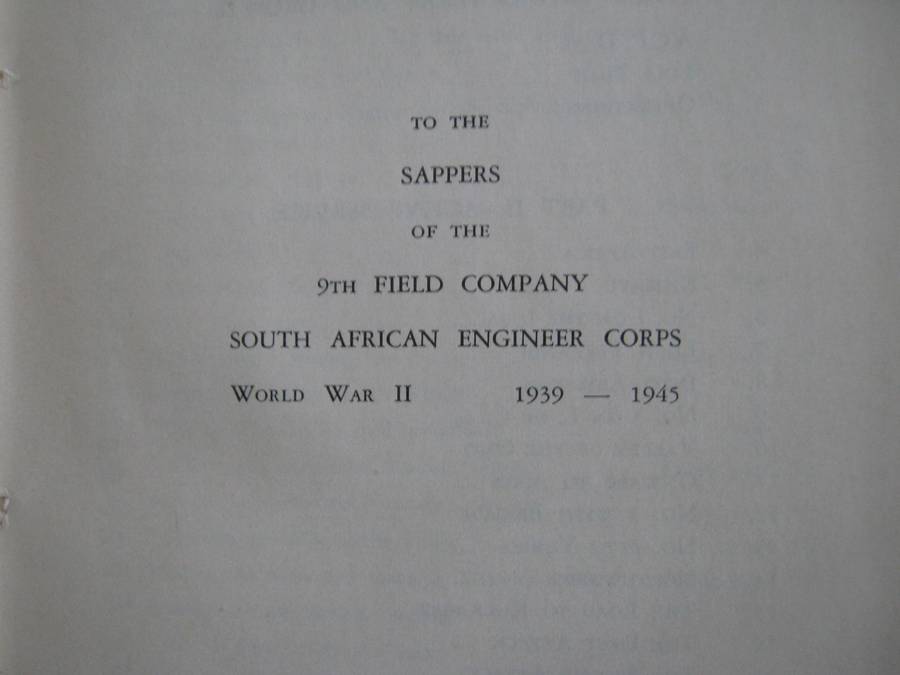 TO THE
SAPPERS
OF THE
9TH FIELD COMPANY
SOUTH AFRICAN ENGINEER CORPS
WORLD WAR II 1939 — 1945